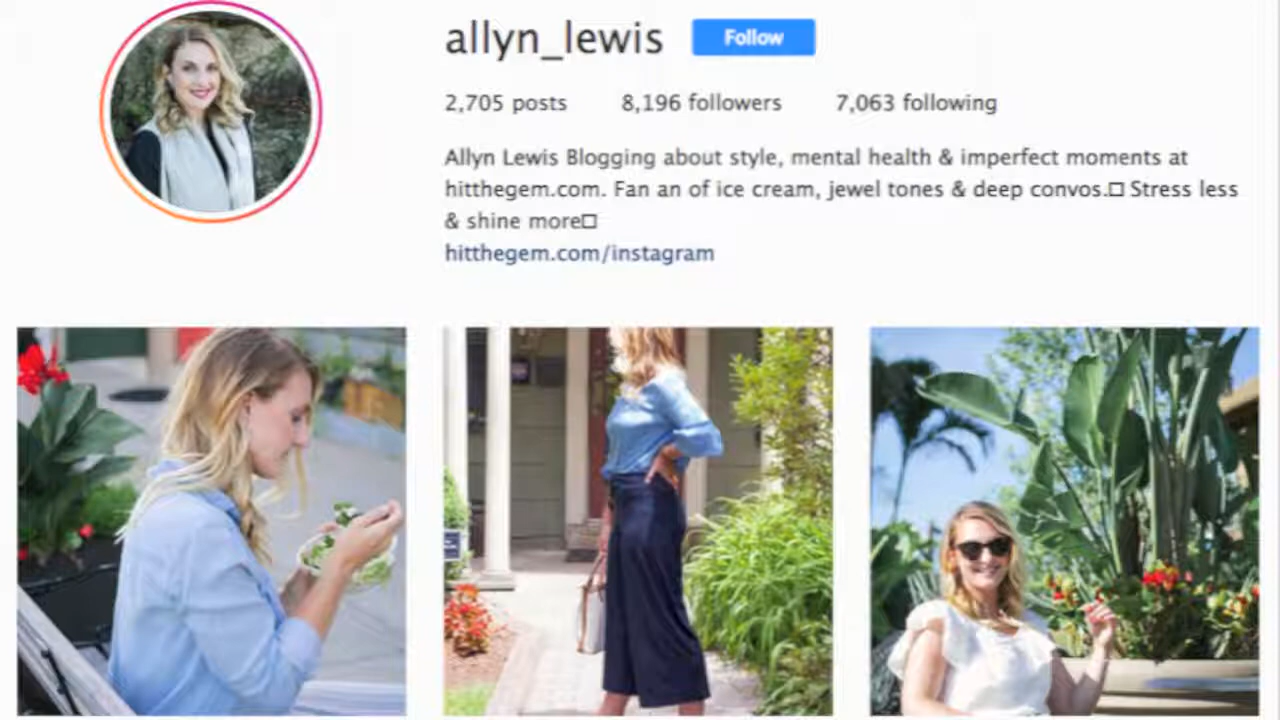 allyn_lewis Follow
2,705 posts 8,196 followers 7,063 following
Allyn Lewis Blogging about style, mental health & imperfect moments at
hitthegem.com. Fan an of ice cream, jewel tones & deep convos.□ Stress less
& shine more□
hitthegem.com/instagram